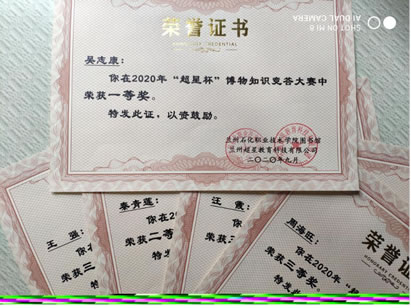 SHOT ON MI 8
AI DUAL CAMERA
荣誉证书
HONORARY CREDENTIAL
吴志康:
你在2020年“超星杯”博物知识竞答大赛中
荣获一等奖。
特发此证,以资鼓励。
兰州石化职业技术学院图书馆
兰州超星教育科技有限公司
二〇二〇年九月
王强:
你
荣获三
秦青莲:
你在20
荣获二等
你
荣获三
荣誉证
HONORARY CREDENTIAL
周海旺:
你在2020年
荣获三等奖